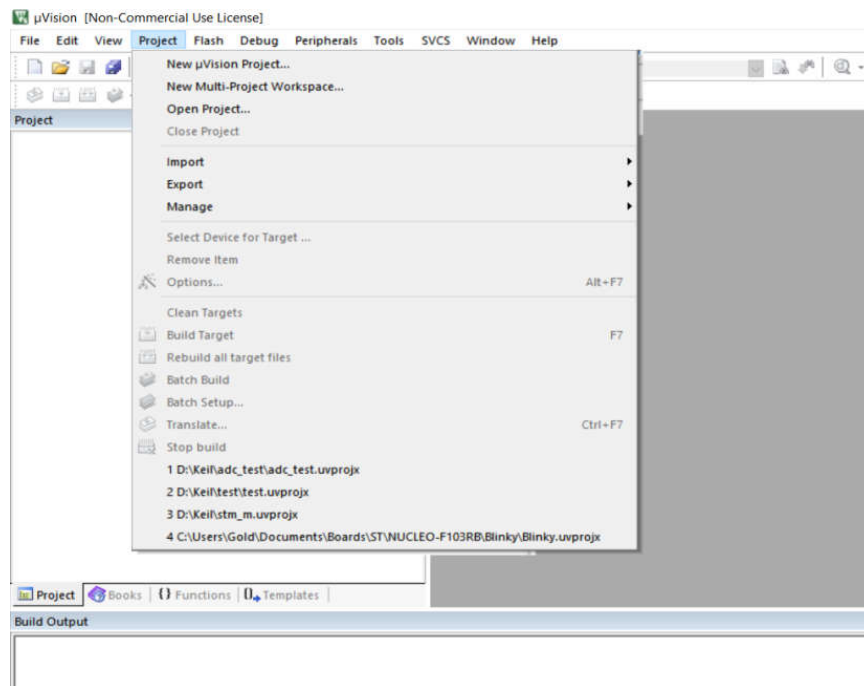 µVision [Non-Commercial Use License]
File Edit View Project Flash Debug Peripherals Tools SVCS Window Help
New µVision Project...
New Multi-Project Workspace...
Open Project...
Project
Close Project
Import
Export
Manage
Select Device for Target ...
Remove Item
Options... Alt+F7
Clean Targets
Build Target F7
Rebuild all target files
Batch Build
Batch Setup...
Translate... Ctrl+F7
Stop build
1 D:\Keil\adc_test\adc_test.uvprojx
2 D:\Keil\test\test.uvprojx
3 D:\Keil\stm_m.uvprojx
4 C:\Users\Gold\Documents\Boards\ST\NUCLEO-F103RB\Blinky\Blinky.uvprojx
Project Books {} Functions 0 Templates
Build Output